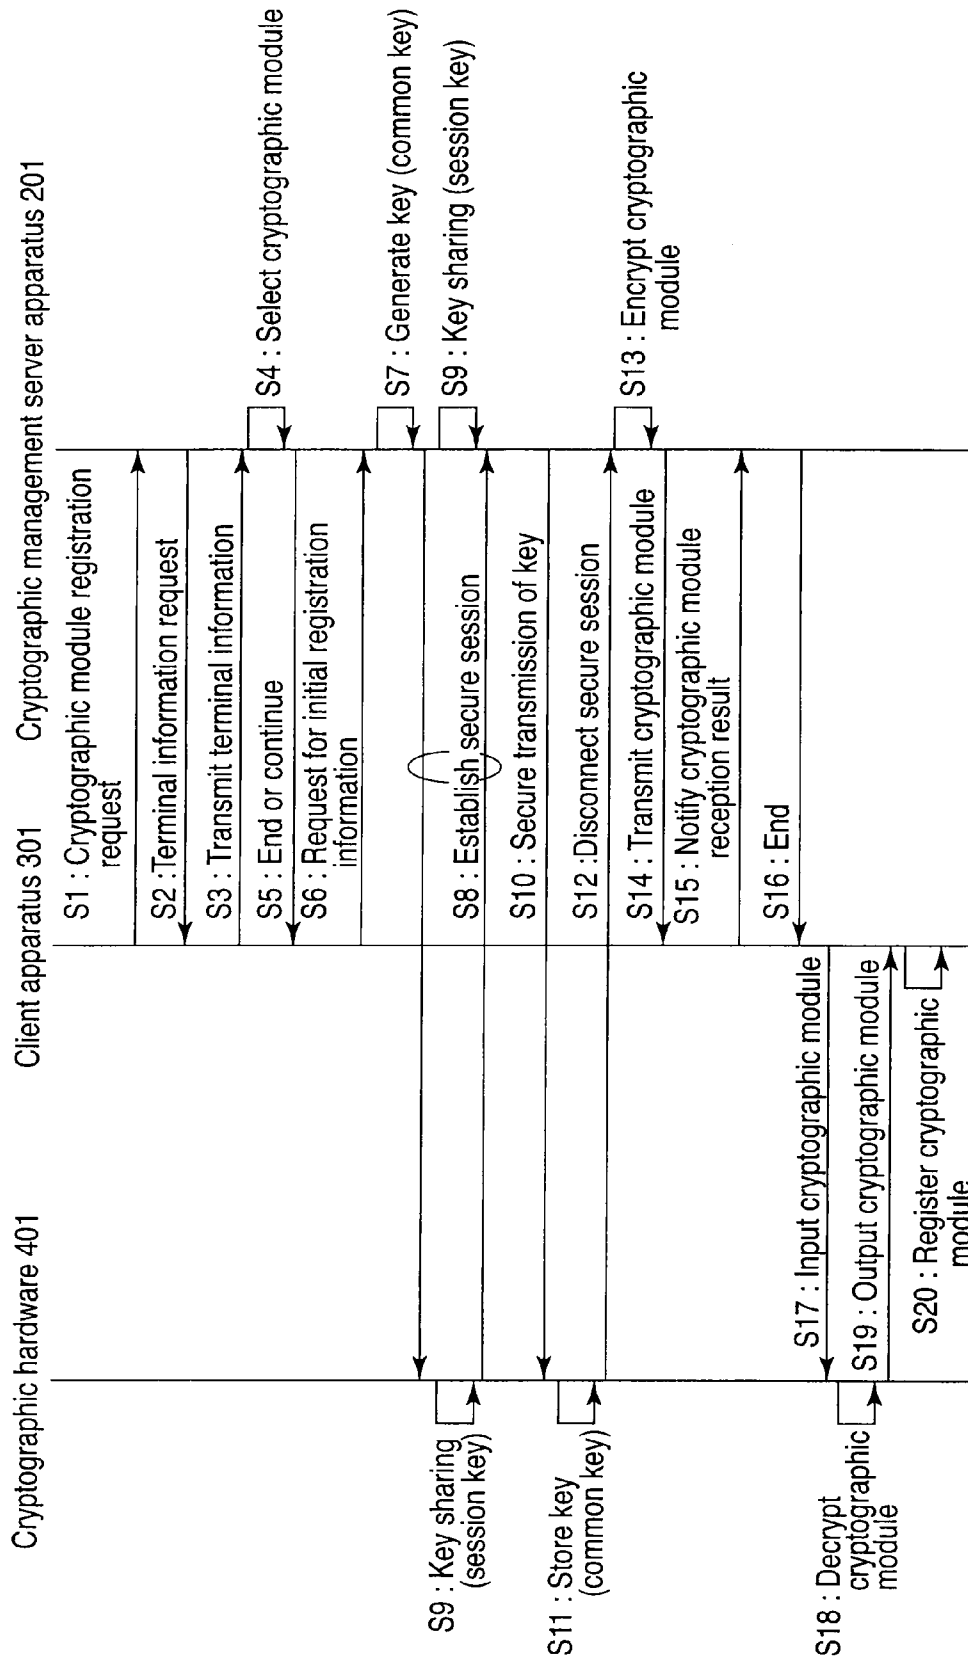 Cryptographic hardware 401
Client apparatus 301
Cryptographic management server apparatus 201
S1 : Cryptographic module registration
request
S2 : Terminal information request
S3 : Transmit terminal information
S4 : Select cryptographic module
S5 : End or continue
S6 : Request for initial registration
information
S7 : Generate key (common key)
S8 : Establish secure session
S9 : Key sharing
(session key)
S9 : Key sharing (session key)
S10 : Secure transmission of key
S11 : Store key
(common key)
S12 : Disconnect secure session
S13 : Encrypt cryptographic
module
S14 : Transmit cryptographic module
S15 : Notify cryptographic module
reception result
S16 : End
S17 : Input cryptographic module
S18 : Decrypt
cryptographic
module
S19 : Output cryptographic module
S20 : Register cryptographic
module